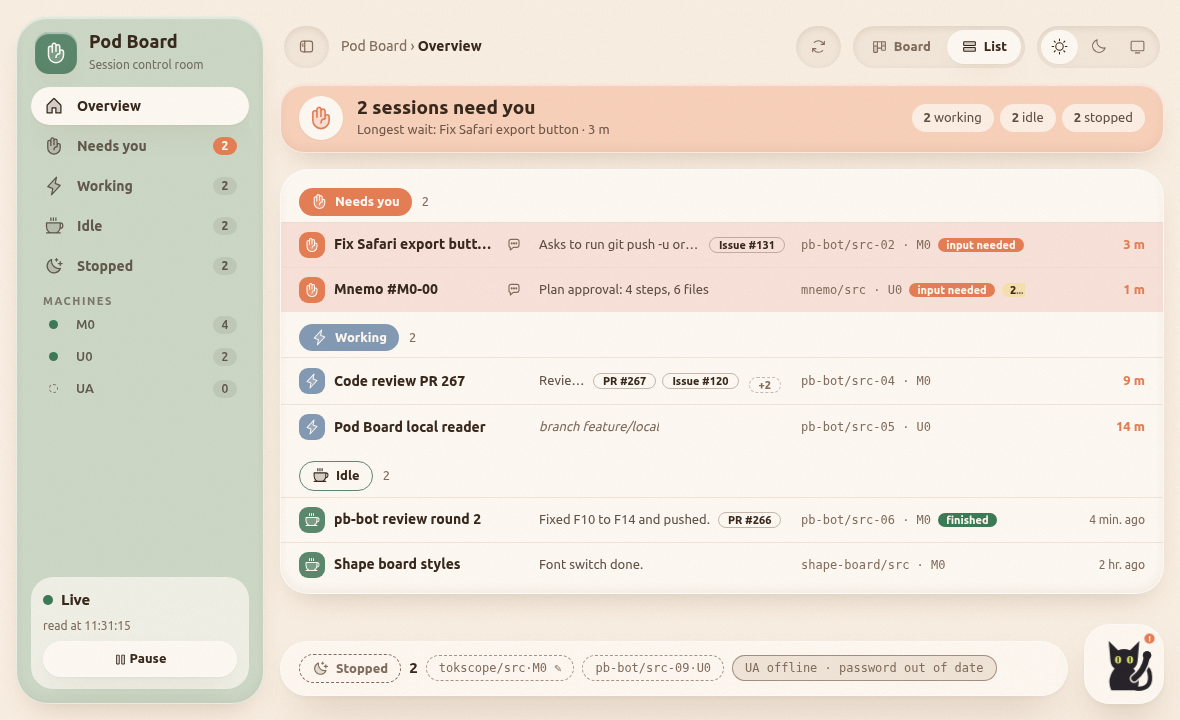 Pod Board
Session control room
Overview
Needs you 2
Working 2
Idle 2
Stopped 2
MACHINES
M0 4
U0 2
UA 0
Live
read at 11:31:15
Pause
Pod Board › Overview
Board List
2 sessions need you
Longest wait: Fix Safari export button · 3 m
2 working 2 idle 2 stopped
Needs you 2
Fix Safari export butt… Asks to run git push -u or… Issue #131 pb-bot/src-02 · M0 input needed 3 m
Mnemo #M0-00 Plan approval: 4 steps, 6 files mnemo/src · U0 input needed 2… 1 m
Working 2
Code review PR 267 Revie… PR #267 Issue #120 +2 pb-bot/src-04 · M0 9 m
Pod Board local reader branch feature/local pb-bot/src-05 · U0 14 m
Idle 2
pb-bot review round 2 Fixed F10 to F14 and pushed. PR #266 pb-bot/src-06 · M0 finished 4 min. ago
Shape board styles Font switch done. shape-board/src · M0 2 hr. ago
Stopped 2 tokscope/src·M0 ✎ pb-bot/src-09·U0 UA offline · password out of date
!